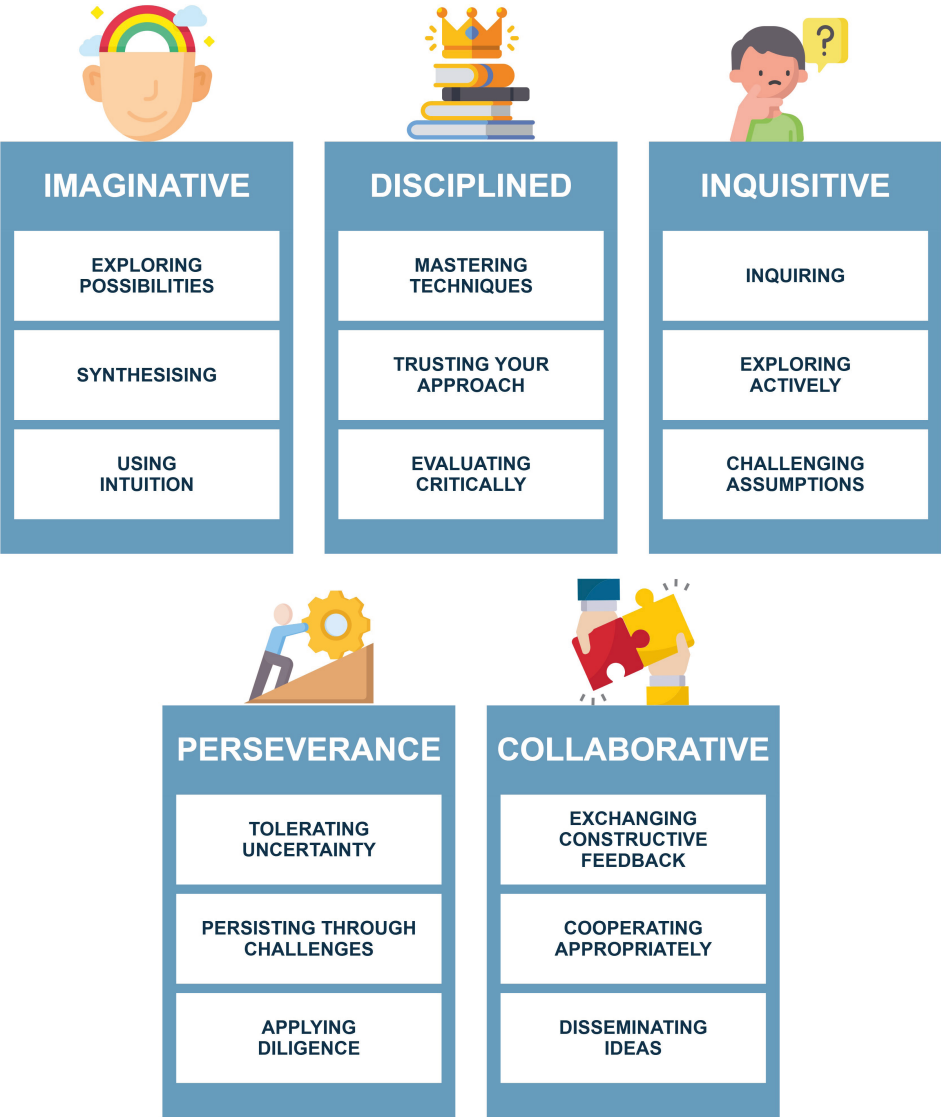 ?
IMAGINATIVE
EXPLORING
POSSIBILITIES
SYNTHESISING
USING
INTUITION
DISCIPLINED
MASTERING
TECHNIQUES
TRUSTING YOUR
APPROACH
EVALUATING
CRITICALLY
INQUISITIVE
INQUIRING
EXPLORING
ACTIVELY
CHALLENGING
ASSUMPTIONS
PERSEVERANCE
TOLERATING
UNCERTAINTY
PERSISTING THROUGH
CHALLENGES
APPLYING
DILIGENCE
COLLABORATIVE
EXCHANGING
CONSTRUCTIVE
FEEDBACK
COOPERATING
APPROPRIATELY
DISSEMINATING
IDEAS